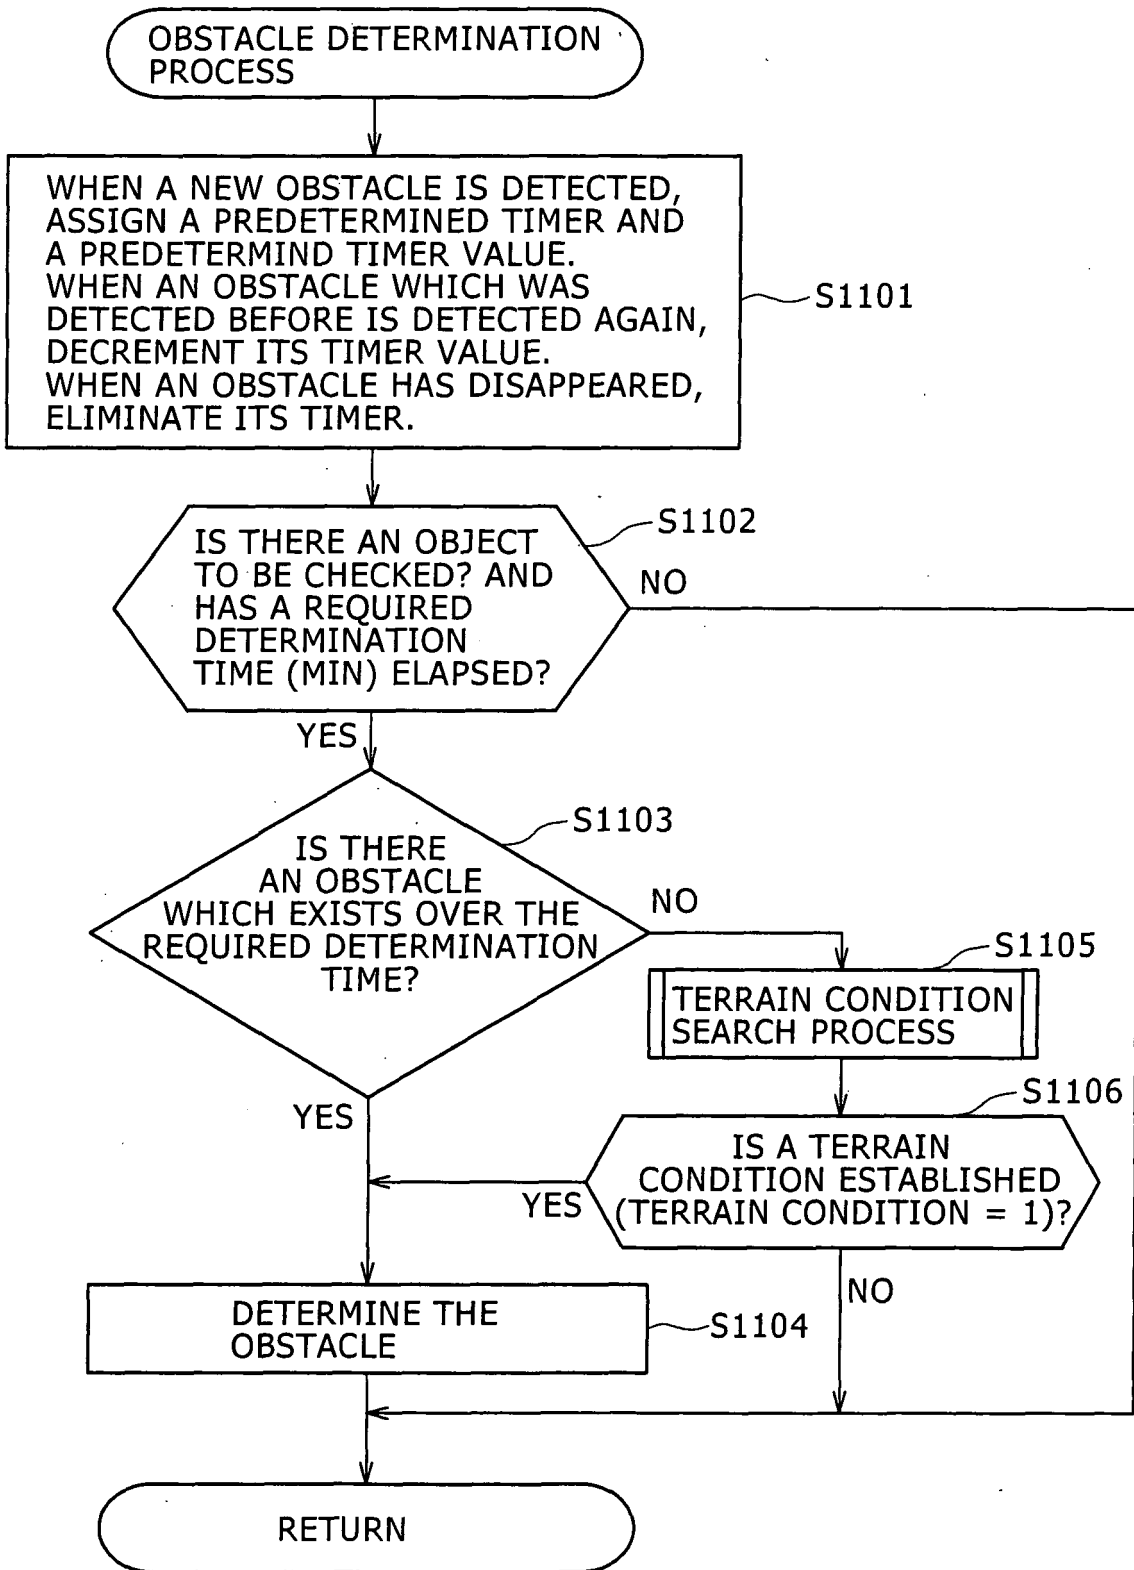 OBSTACLE DETERMINATION
PROCESS
WHEN A NEW OBSTACLE IS DETECTED,
ASSIGN A PREDETERMINED TIMER AND
A PREDETERMIND TIMER VALUE.
WHEN AN OBSTACLE WHICH WAS
DETECTED BEFORE IS DETECTED AGAIN,
DECREMENT ITS TIMER VALUE.
WHEN AN OBSTACLE HAS DISAPPEARED,
ELIMINATE ITS TIMER.
S1101
IS THERE AN OBJECT
TO BE CHECKED? AND
HAS A REQUIRED
DETERMINATION
TIME (MIN) ELAPSED?
S1102
NO
YES
IS THERE
AN OBSTACLE
WHICH EXISTS OVER THE
REQUIRED DETERMINATION
TIME?
S1103
NO
YES
S1105
TERRAIN CONDITION
SEARCH PROCESS
S1106
IS A TERRAIN
CONDITION ESTABLISHED
(TERRAIN CONDITION = 1)?
YES
NO
DETERMINE THE
OBSTACLE
S1104
RETURN